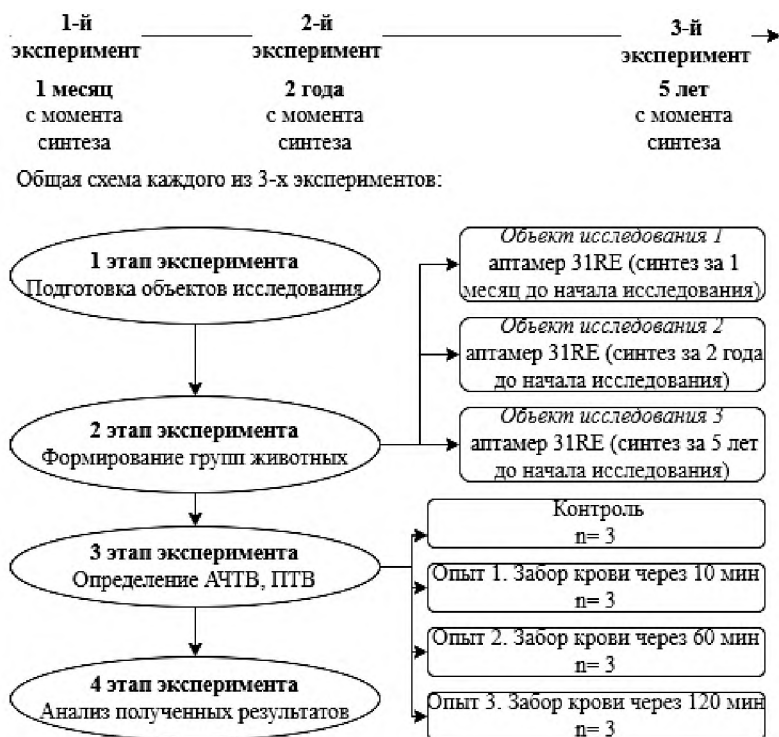 1-й
эксперимент
1 месяц
с момента
синтеза
2-й
эксперимент
2 года
с момента
синтеза
3-й
эксперимент
5 лет
с момента
синтеза
Общая схема каждого из 3-х экспериментов:
1 этап эксперимента
Подготовка объектов исследования
2 этап эксперимента
Формирование групп животных
3 этап эксперимента
Определение АЧТВ, ПТВ
4 этап эксперимента
Анализ полученных результатов
Объект исследования 1
аптамер 31RE (синтез за 1
месяц до начала исследования)
Объект исследования 2
аптамер 31RE (синтез за 2 года
до начала исследования)
Объект исследования 3
аптамер 31RE (синтез за 5 лет
до начала исследования)
Контроль
n= 3
Опыт 1. Забор крови через 10 мин
n= 3
Опыт 2. Забор крови через 60 мин
n= 3
Опыт 3. Забор крови через 120 мин
n= 3